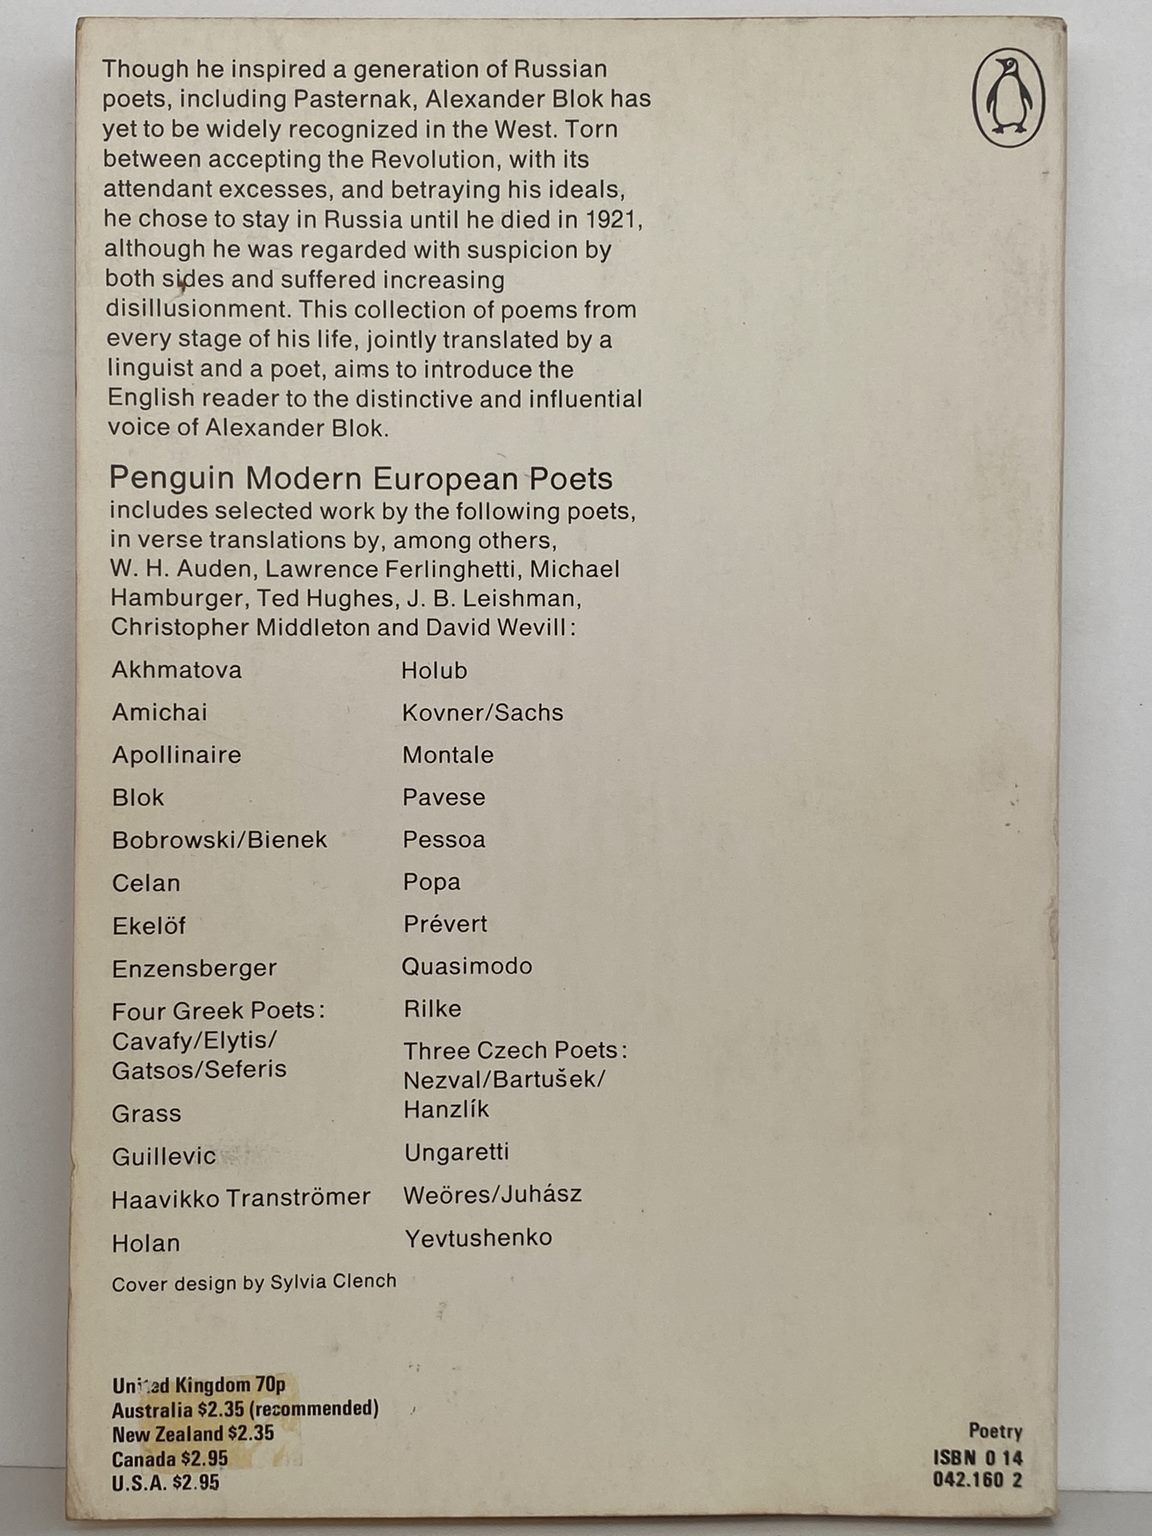 Though he inspired a generation of Russian
poets, including Pasternak, Alexander Blok has
yet to be widely recognized in the West. Torn
between accepting the Revolution, with its
attendant excesses, and betraying his ideals,
he chose to stay in Russia until he died in 1921,
although he was regarded with suspicion by
both sides and suffered increasing
disillusionment. This collection of poems from
every stage of his life, jointly translated by a
linguist and a poet, aims to introduce the
English reader to the distinctive and influential
voice of Alexander Blok.
Penguin Modern European Poets
includes selected work by the following poets,
in verse translations by, among others,
W. H. Auden, Lawrence Ferlinghetti, Michael
Hamburger, Ted Hughes, J. B. Leishman,
Christopher Middleton and David Wevill:
Akhmatova
Amichai
Apollinaire
Blok
Bobrowski/Bienek
Celan
Ekelöf
Enzensberger
Four Greek Poets:
Cavafy/Elytis/
Gatsos/Seferis
Grass
Guillevic
Haavikko Tranströmer
Holan
Holub
Kovner/Sachs
Montale
Pavese
Pessoa
Popa
Prévert
Quasimodo
Rilke
Three Czech Poets:
Nezval/Bartušek/
Hanzlík
Ungaretti
Weöres/Juhász
Yevtushenko
Cover design by Sylvia Clench
United Kingdom 70p
Australia $2.35 (recommended)
New Zealand $2.35
Canada $2.95
U.S.A. $2.95
Poetry
ISBN 0 14
042.160 2